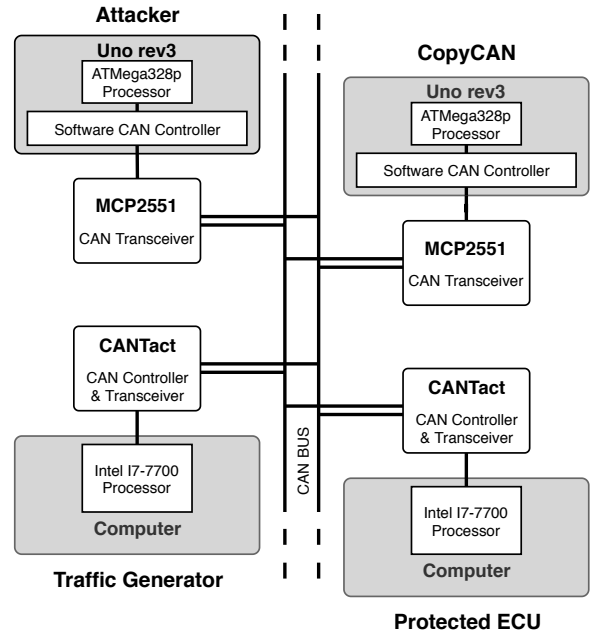 Attacker
Uno rev3
ATMega328p
Processor
Software CAN Controller
MCP2551
CAN Transceiver
CopyCAN
Uno rev3
ATMega328p
Processor
Software CAN Controller
MCP2551
CAN Transceiver
CANTact
CAN Controller
& Transceiver
Intel I7-7700
Processor
Computer
Traffic Generator
CAN BUS
CANTact
CAN Controller
& Transceiver
Intel I7-7700
Processor
Computer
Protected ECU